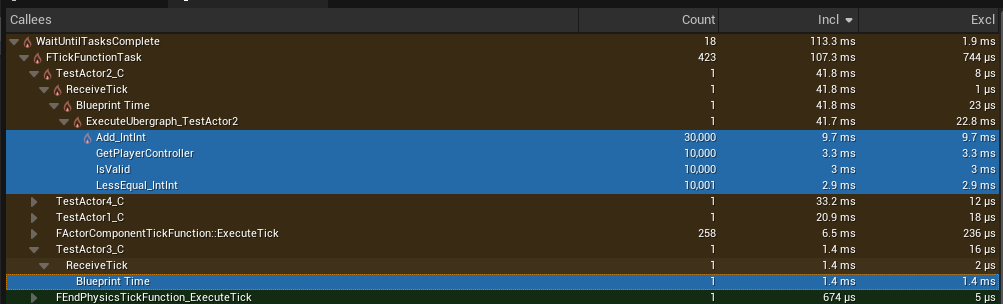 Callees Count Incl Excl
WaitUntilTasksComplete 18 113.3 ms 1.9 ms
FTickFunctionTask 423 107.3 ms 744 µs
TestActor2_C 1 41.8 ms 8 µs
ReceiveTick 1 41.8 ms 1 µs
Blueprint Time 1 41.8 ms 23 µs
ExecuteUbergraph_TestActor2 1 41.7 ms 22.8 ms
Add_IntInt 30,000 9.7 ms 9.7 ms
GetPlayerController 10,000 3.3 ms 3.3 ms
IsValid 10,000 3 ms 3 ms
LessEqual_IntInt 10,001 2.9 ms 2.9 ms
TestActor4_C 1 33.2 ms 12 µs
TestActor1_C 1 20.9 ms 18 µs
FActorComponentTickFunction::ExecuteTick 258 6.5 ms 236 µs
TestActor3_C 1 1.4 ms 16 µs
ReceiveTick 1 1.4 ms 2 µs
Blueprint Time 1 1.4 ms 1.4 ms
FEndPhysicsTickFunction_ExecuteTick 1 674 µs 5 µs